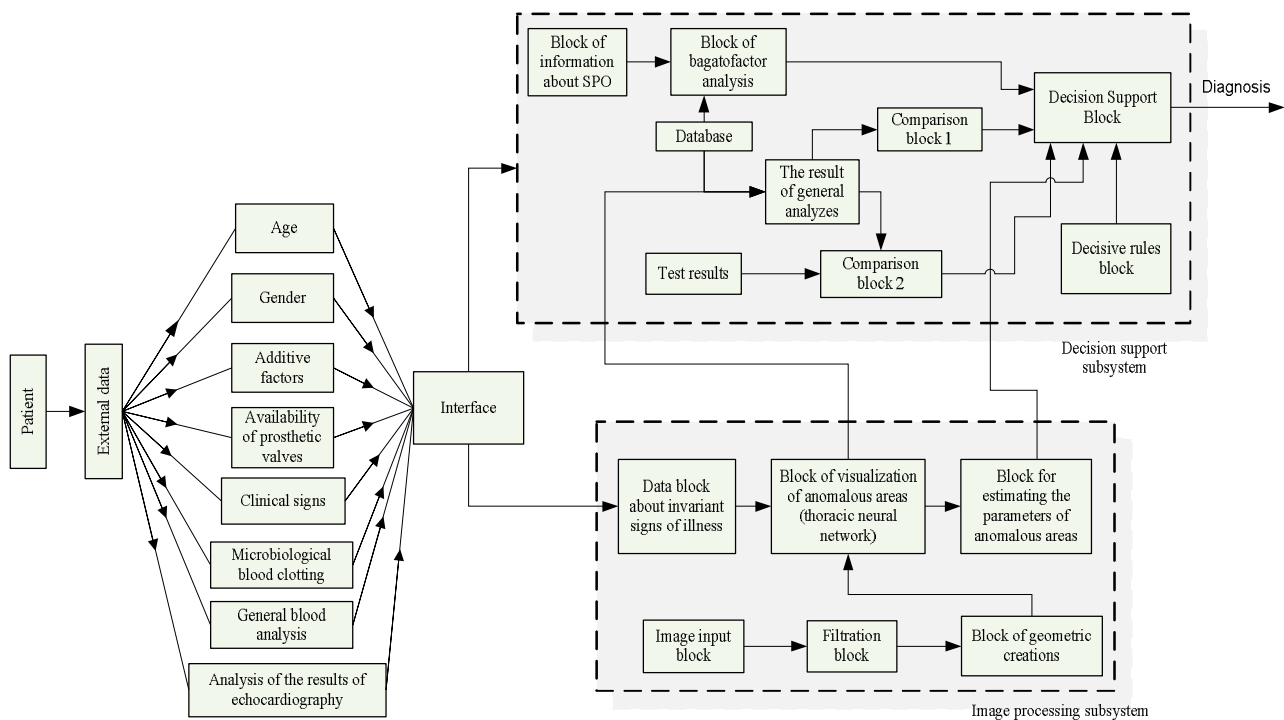 Patient
External data
Age
Gender
Additive
factors
Availability
of prosthetic
valves
Clinical signs
Microbiological
blood clotting
General blood
analysis
Analysis of the results of
echocardiography
Interface
Block of
information
about SPO
Block of
bagatofactor
analysis
Database
The result
of general
analyzes
Comparison
block 1
Decision Support
Block
Diagnosis
Test results
Comparison
block 2
Decisive rules
block
Decision support
subsystem
Data block
about invariant
signs of illness
Block of visualization
of anomalous areas
(thoracic neural
network)
Block for
estimating the
parameters of
anomalous areas
Image input
block
Filtration
block
Block of geometric
creations
Image processing subsystem